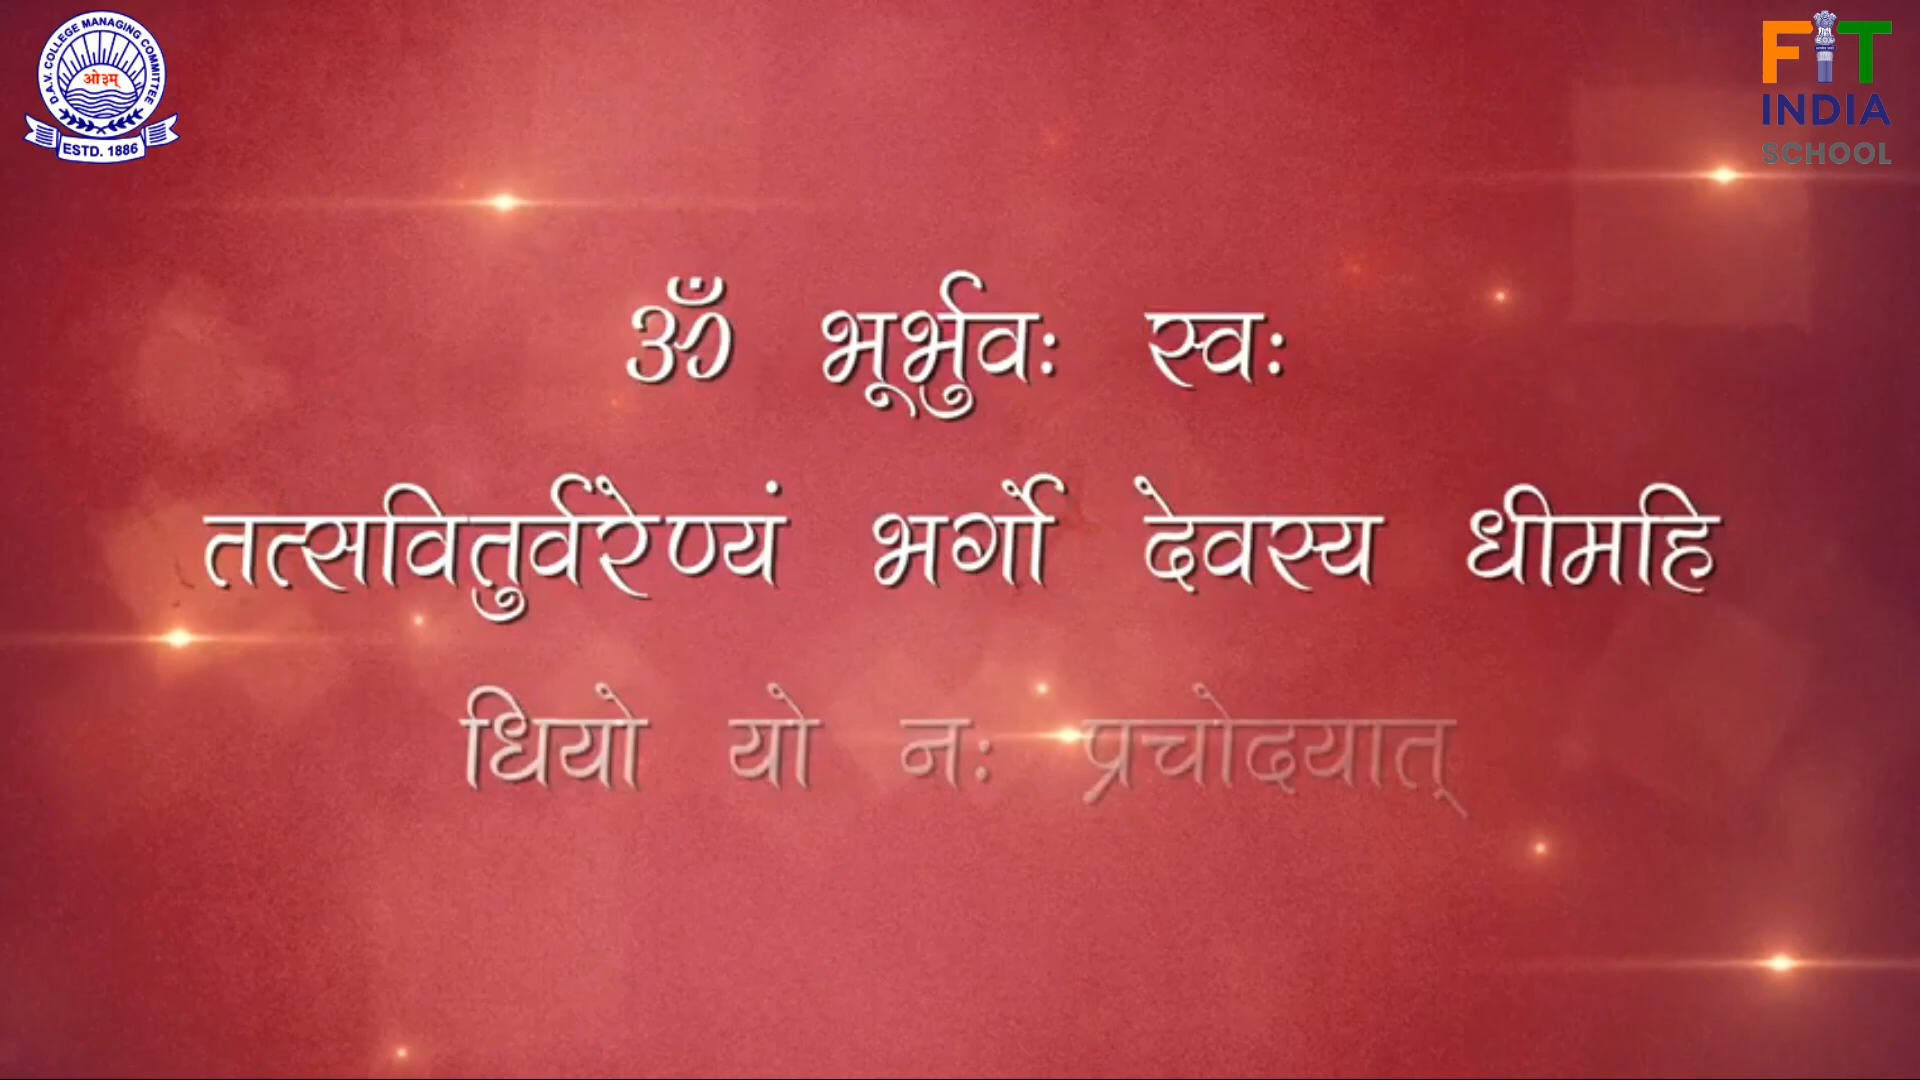 D.A.V. COLLEGE MANAGING COMMITTEE
ओ३म्
ESTD. 1886
FIT
INDIA
SCHOOL
ॐ भूर्भुवः स्वः
तत्सवितुर्वरेण्यं भर्गो देवस्य धीमहि
धियो यो नः प्रचोदयात्